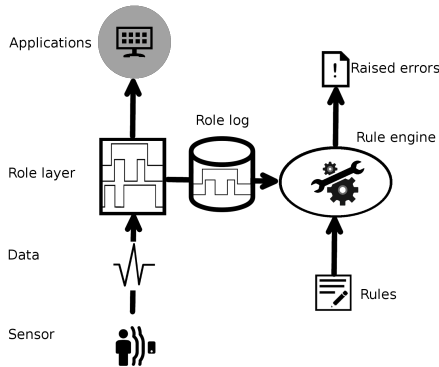 Applications
Raised errors
Role log
Rule engine
Role layer
Data
Rules
Sensor